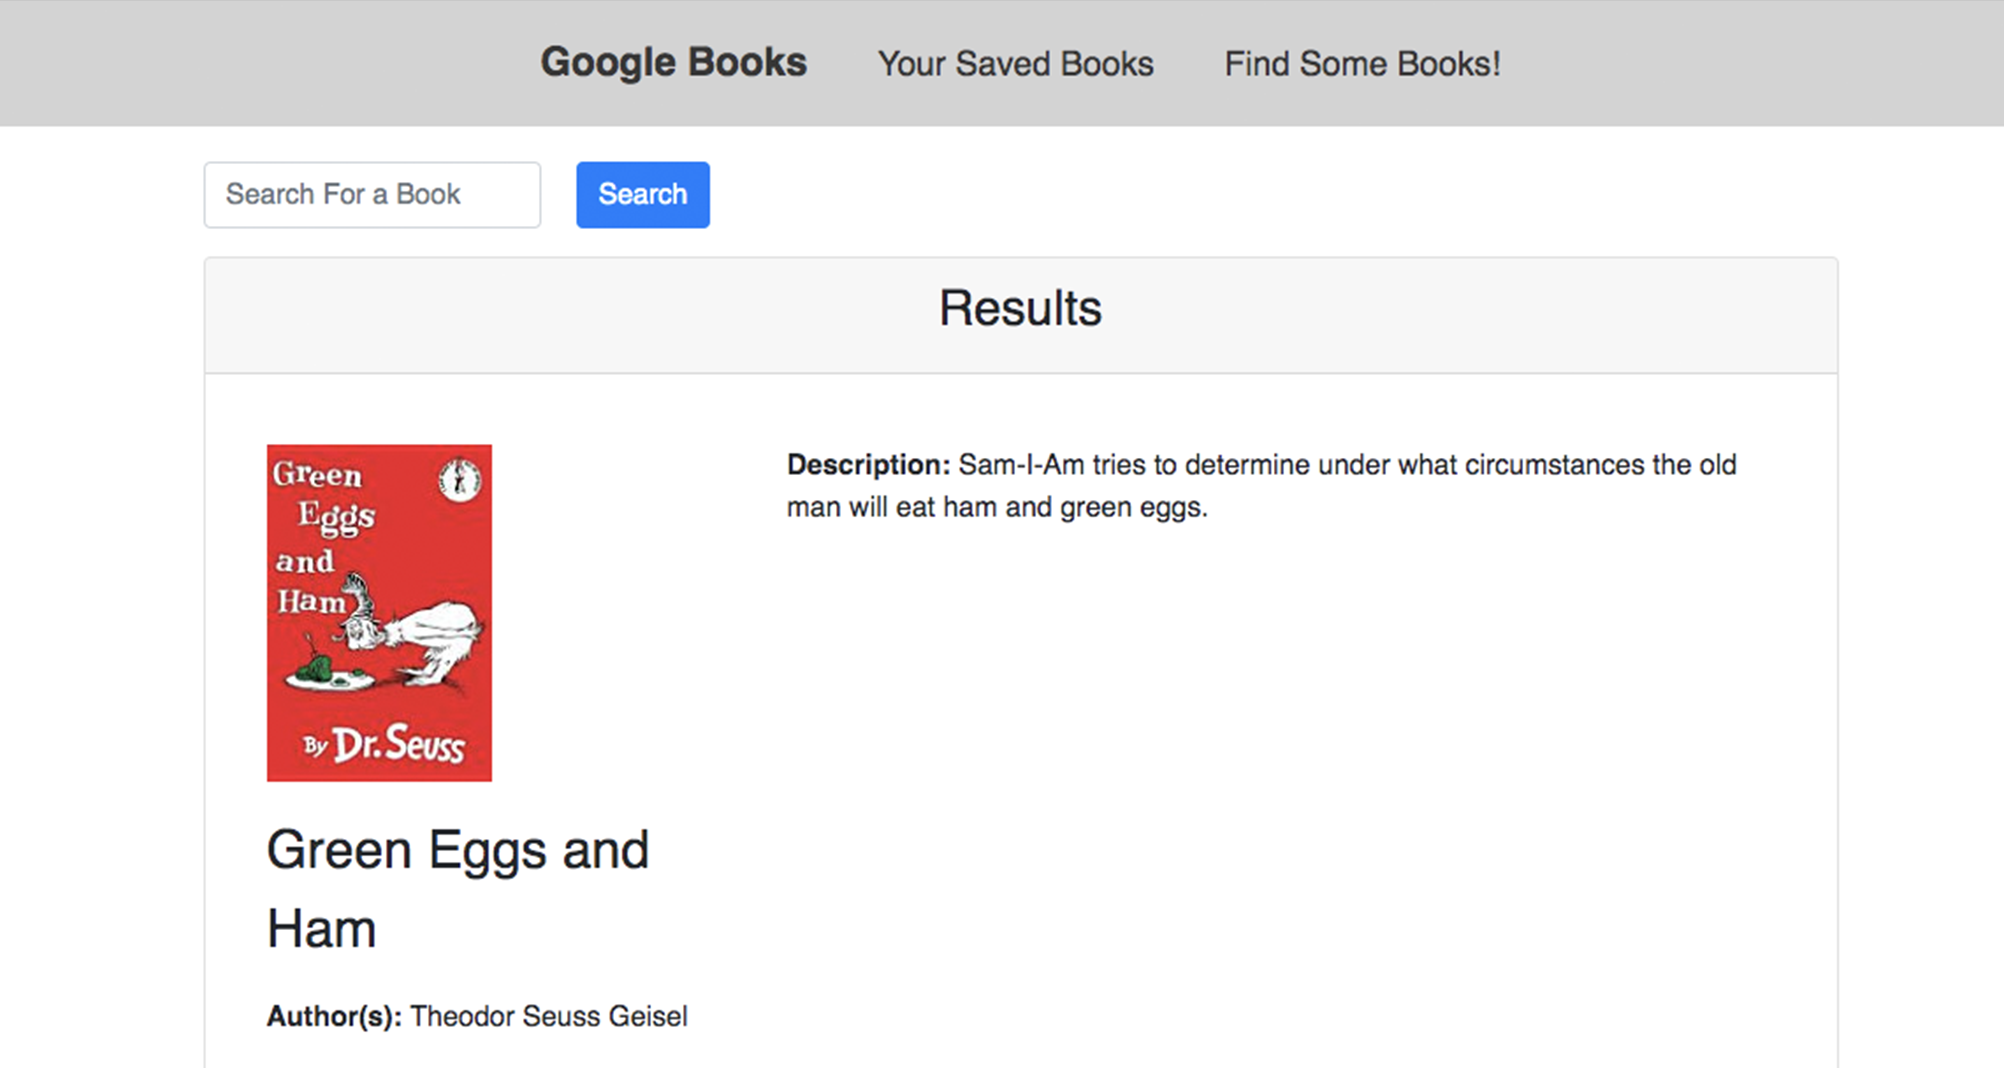 Google Books Your Saved Books Find Some Books!
Search For a Book Search
Results
Green
Eggs
and
Ham
By Dr. Seuss
Description: Sam-I-Am tries to determine under what circumstances the old
man will eat ham and green eggs.
Green Eggs and
Ham
Author(s): Theodor Seuss Geisel